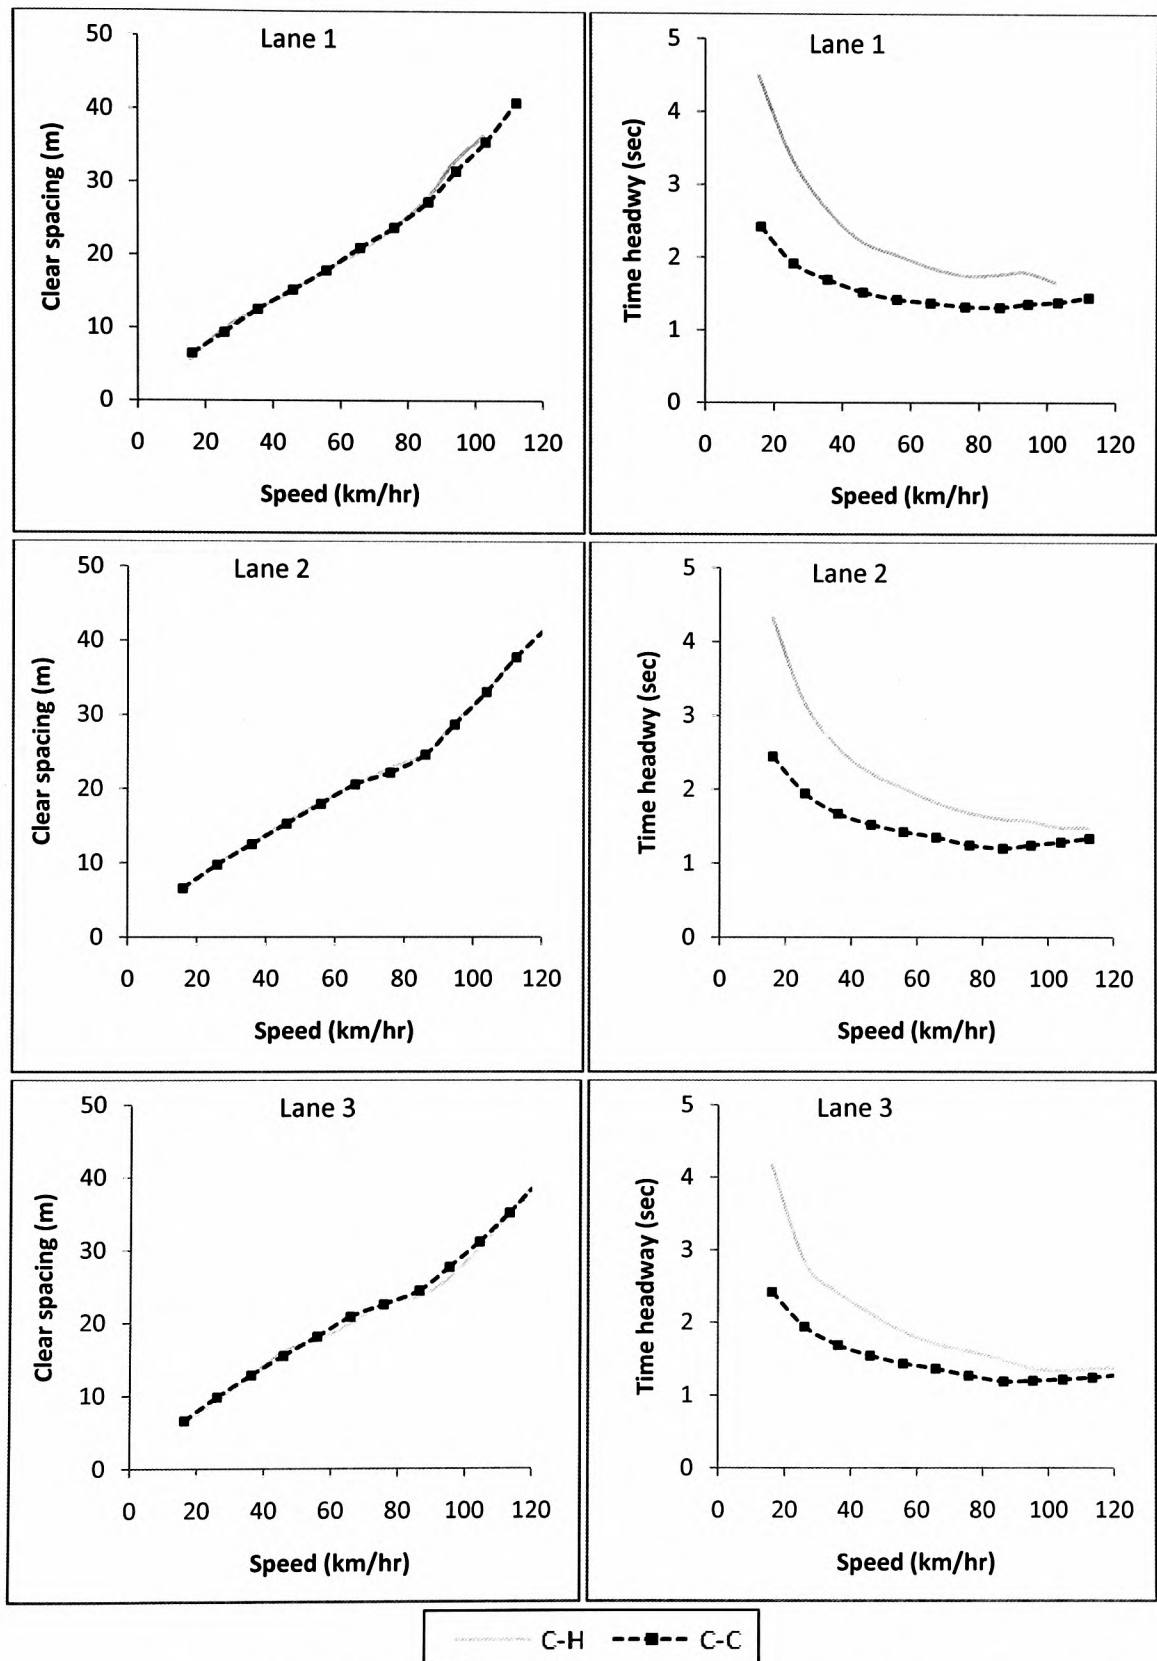 Lane 1
50
40
30
20
10
0
Clear spacing (m)
0 20 40 60 80 100 120
Speed (km/hr)
Lane 1
5
4
3
2
1
0
Time headwy (sec)
0 20 40 60 80 100 120
Speed (km/hr)
Lane 2
50
40
30
20
10
0
Clear spacing (m)
0 20 40 60 80 100 120
Speed (km/hr)
Lane 2
5
4
3
2
1
0
Time headwy (sec)
0 20 40 60 80 100 120
Speed (km/hr)
Lane 3
50
40
30
20
10
0
Clear spacing (m)
0 20 40 60 80 100 120
Speed (km/hr)
Lane 3
5
4
3
2
1
0
Time headway (sec)
0 20 40 60 80 100 120
Speed (km/hr)
C-H C-C